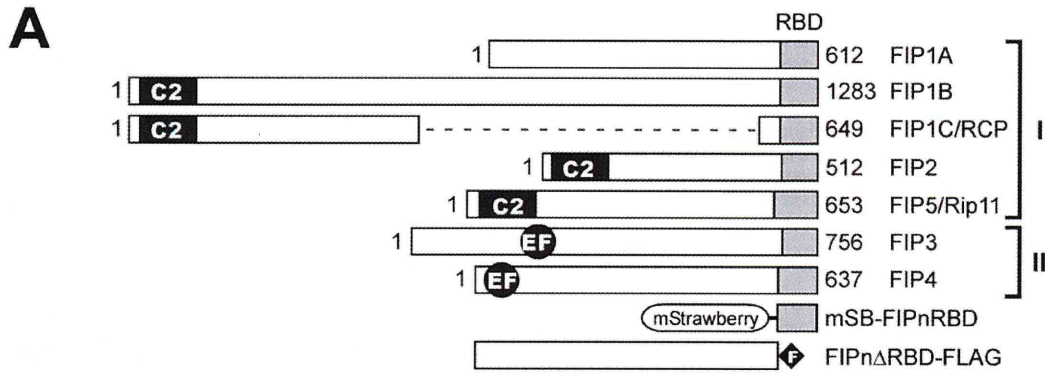 A
RBD
1 612 FIP1A
1 C2 1283 FIP1B
1 C2 649 FIP1C/RCP I
1 C2 512 FIP2
1 C2 653 FIP5/Rip11
1 EF 756 FIP3
1 EF 637 FIP4 II
mStrawberry mSB-FIPnRBD
F FIPnΔRBD-FLAG